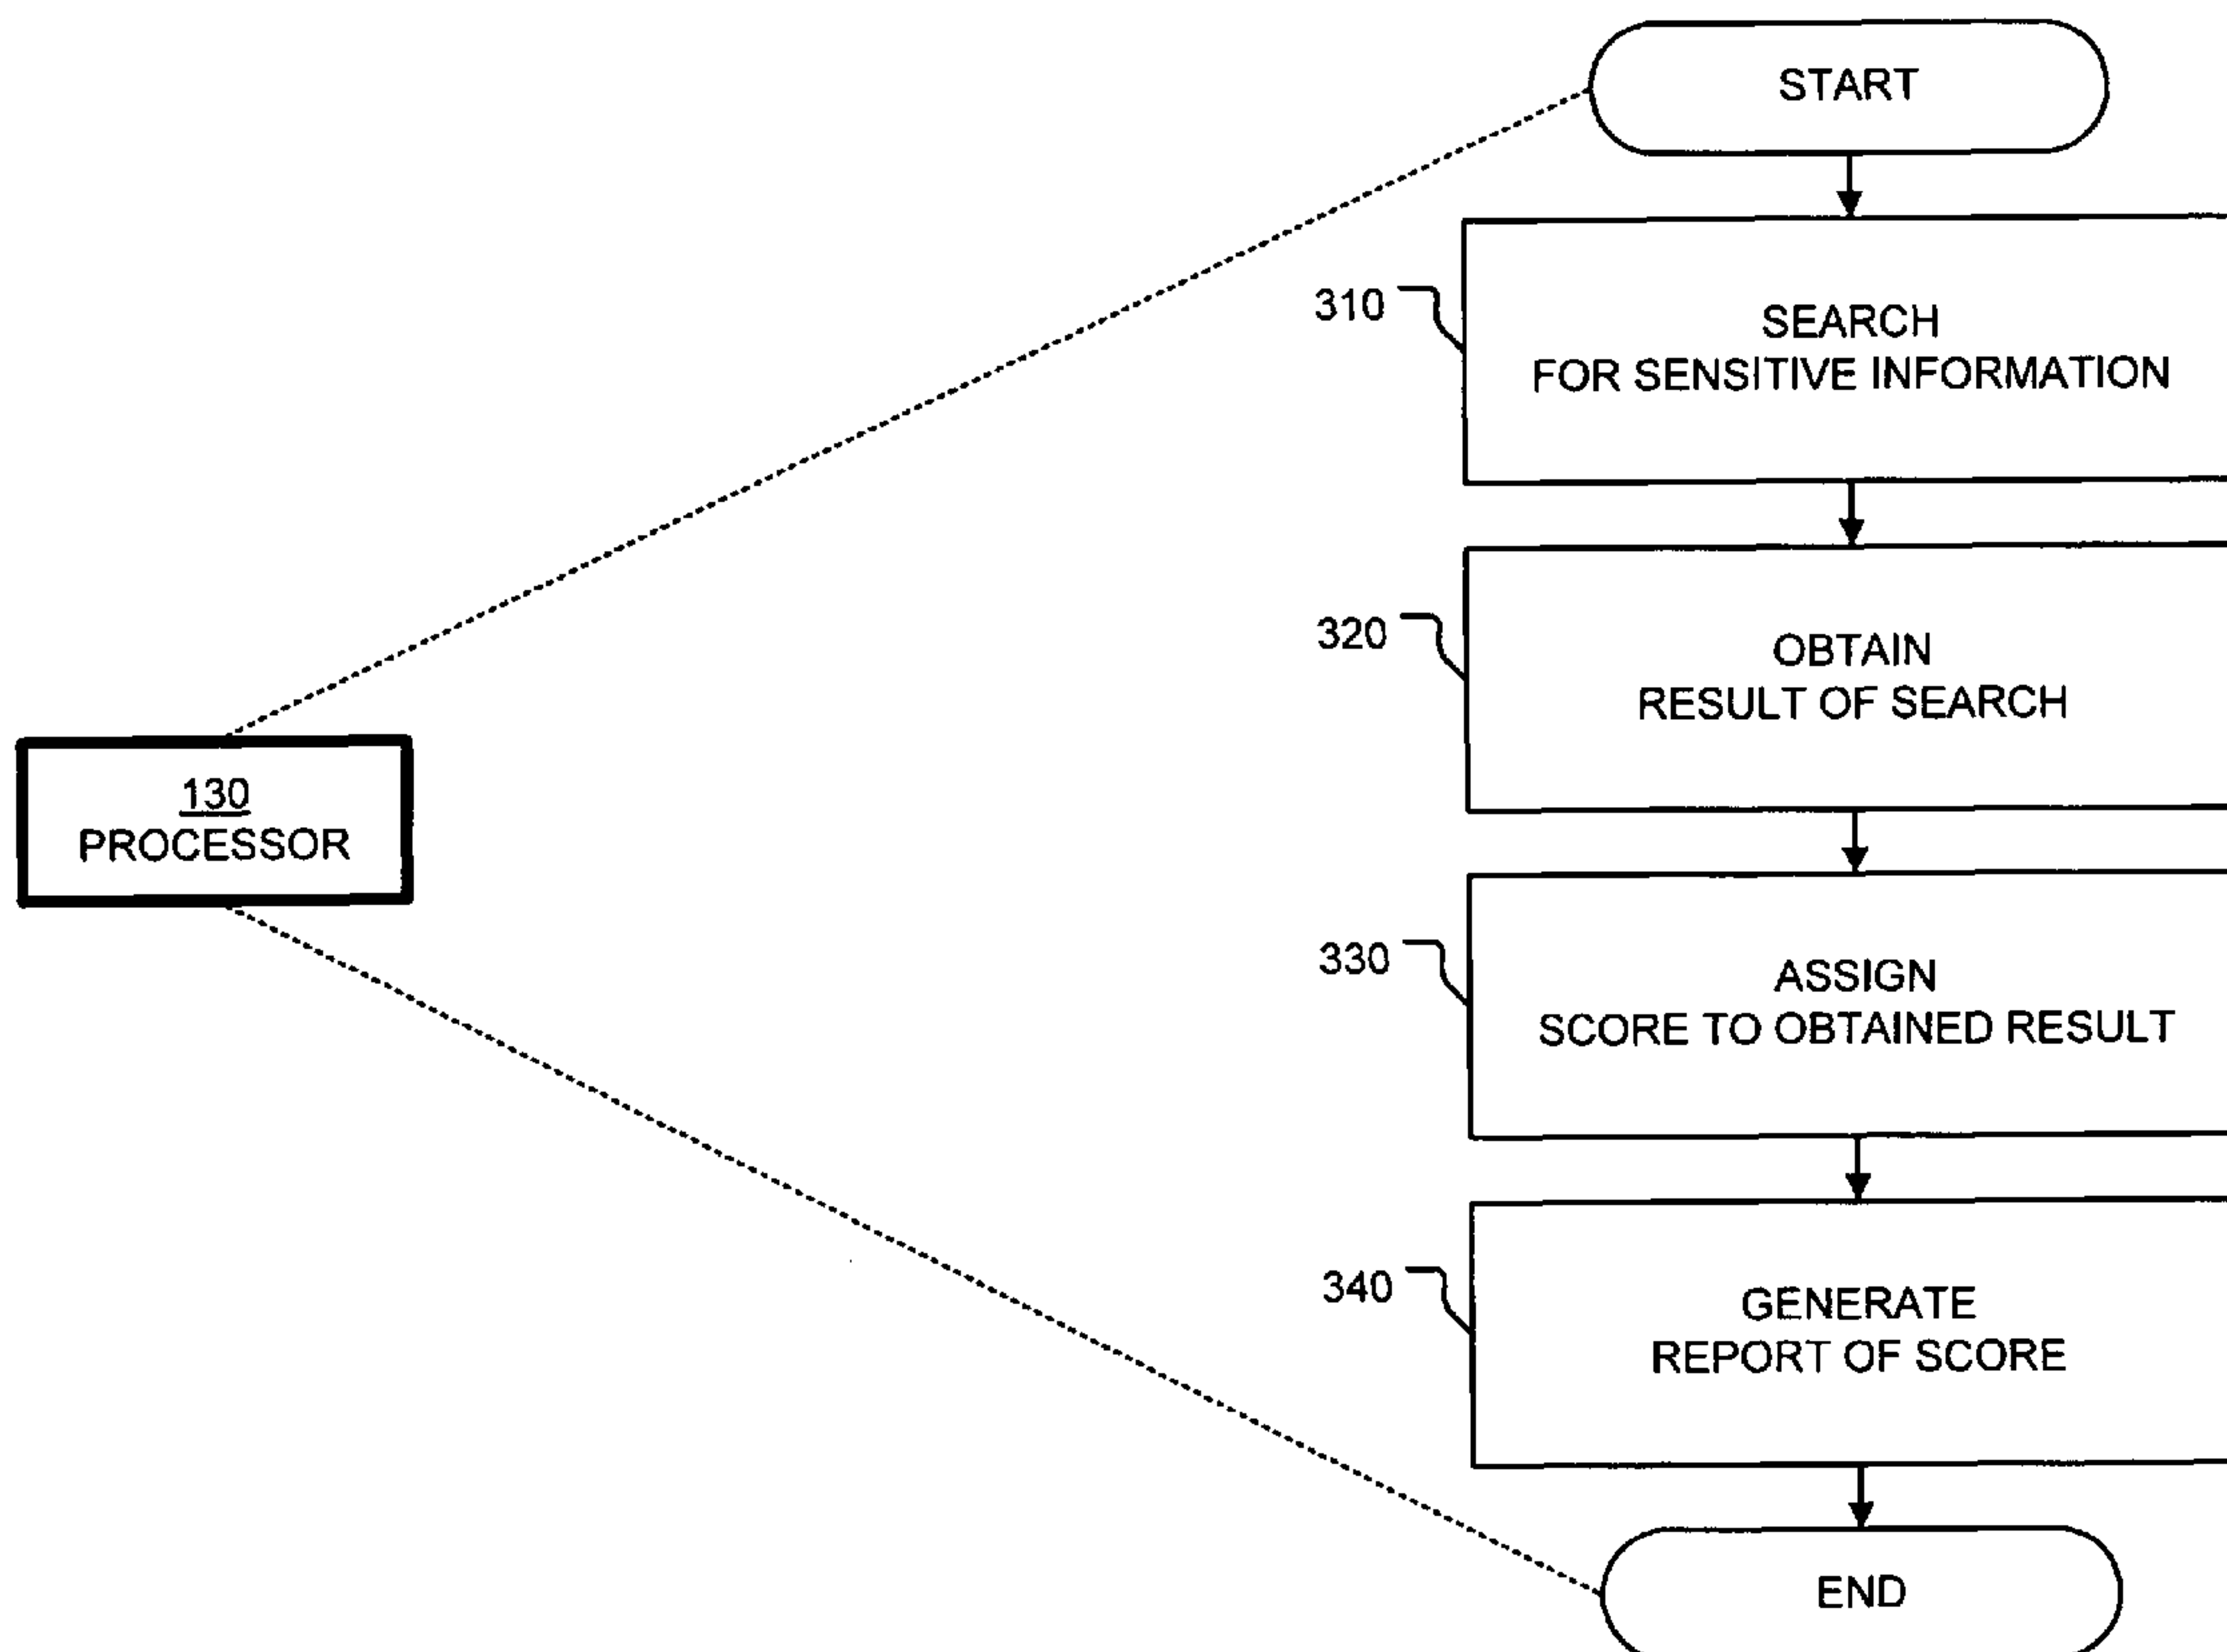 START
310
SEARCH
FOR SENSITIVE INFORMATION
320
OBTAIN
RESULT OF SEARCH
130
PROCESSOR
330
ASSIGN
SCORE TO OBTAINED RESULT
340
GENERATE
REPORT OF SCORE
END